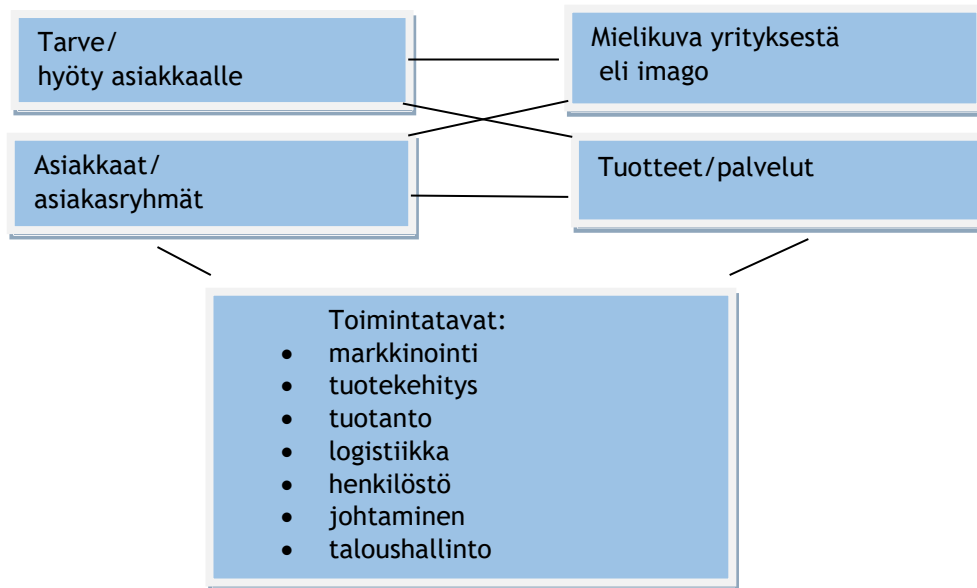 Tarve/
hyöty asiakkaalle
Mielikuva yrityksestä
eli imago
Asiakkaat/
asiakasryhmät
Tuotteet/palvelut
Toimintatavat:
• markkinointi
• tuotekehitys
• tuotanto
• logistiikka
• henkilöstö
• johtaminen
• taloushallinto